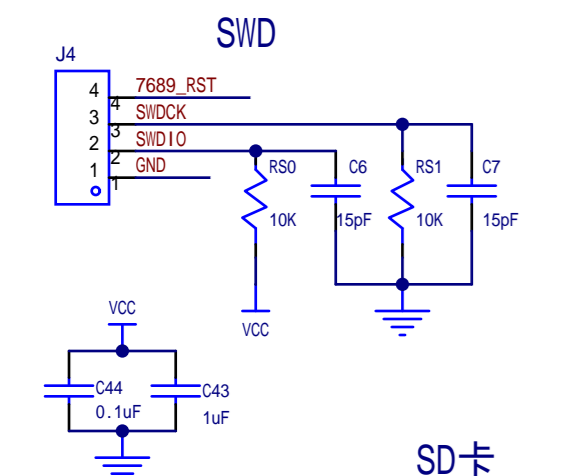 SWD
J4
4 7689_RST
4
3 SWDCK
3
2 SWDIO
2
1 GND
1
RS0 C6 RS1 C7
10K 15pF 10K 15pF
VCC
VCC
C44 C43
0.1uF 1uF
SD卡